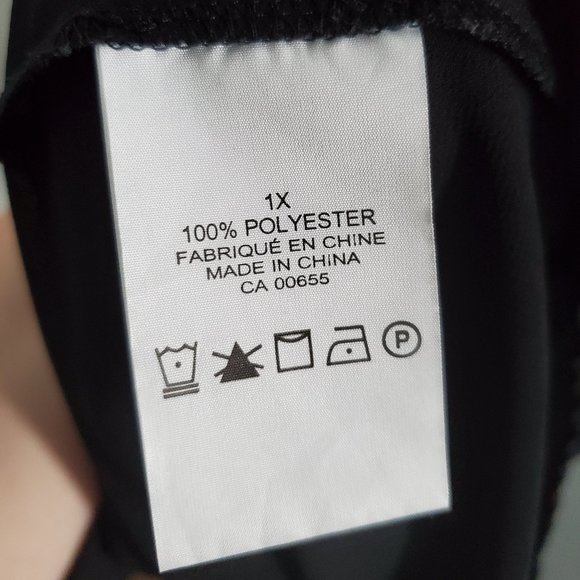 1X
100% POLYESTER
FABRIQUÉ EN CHINE
MADE IN CHINA
CA 00655
P